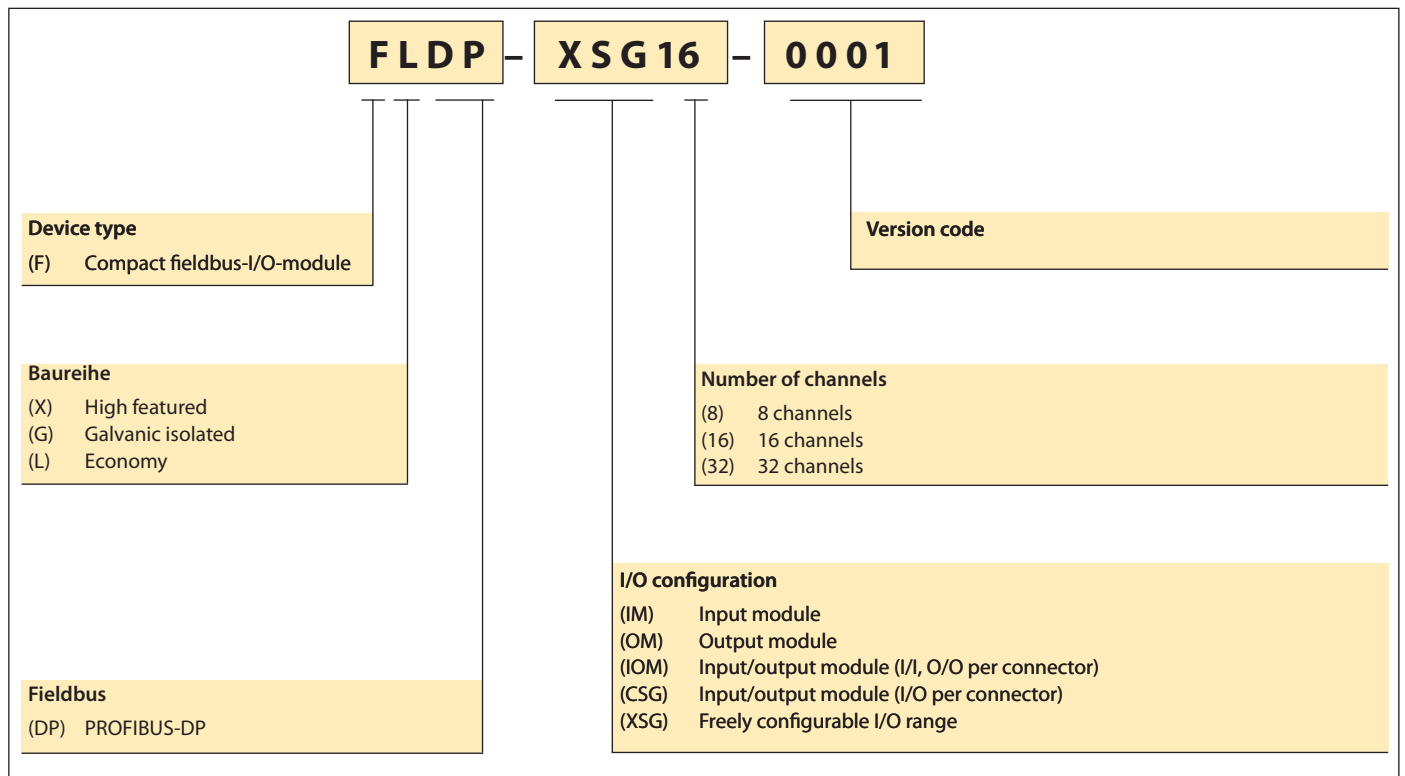 FLDP – XSG16 – 0001
Device type
(F) Compact fieldbus-I/O-module
Version code
Baureihe
(X) High featured
(G) Galvanic isolated
(L) Economy
Number of channels
(8) 8 channels
(16) 16 channels
(32) 32 channels
I/O configuration
(IM) Input module
(OM) Output module
(IOM) Input/output module (I/I, O/O per connector)
(CSG) Input/output module (I/O per connector)
(XSG) Freely configurable I/O range
Fieldbus
(DP) PROFIBUS-DP